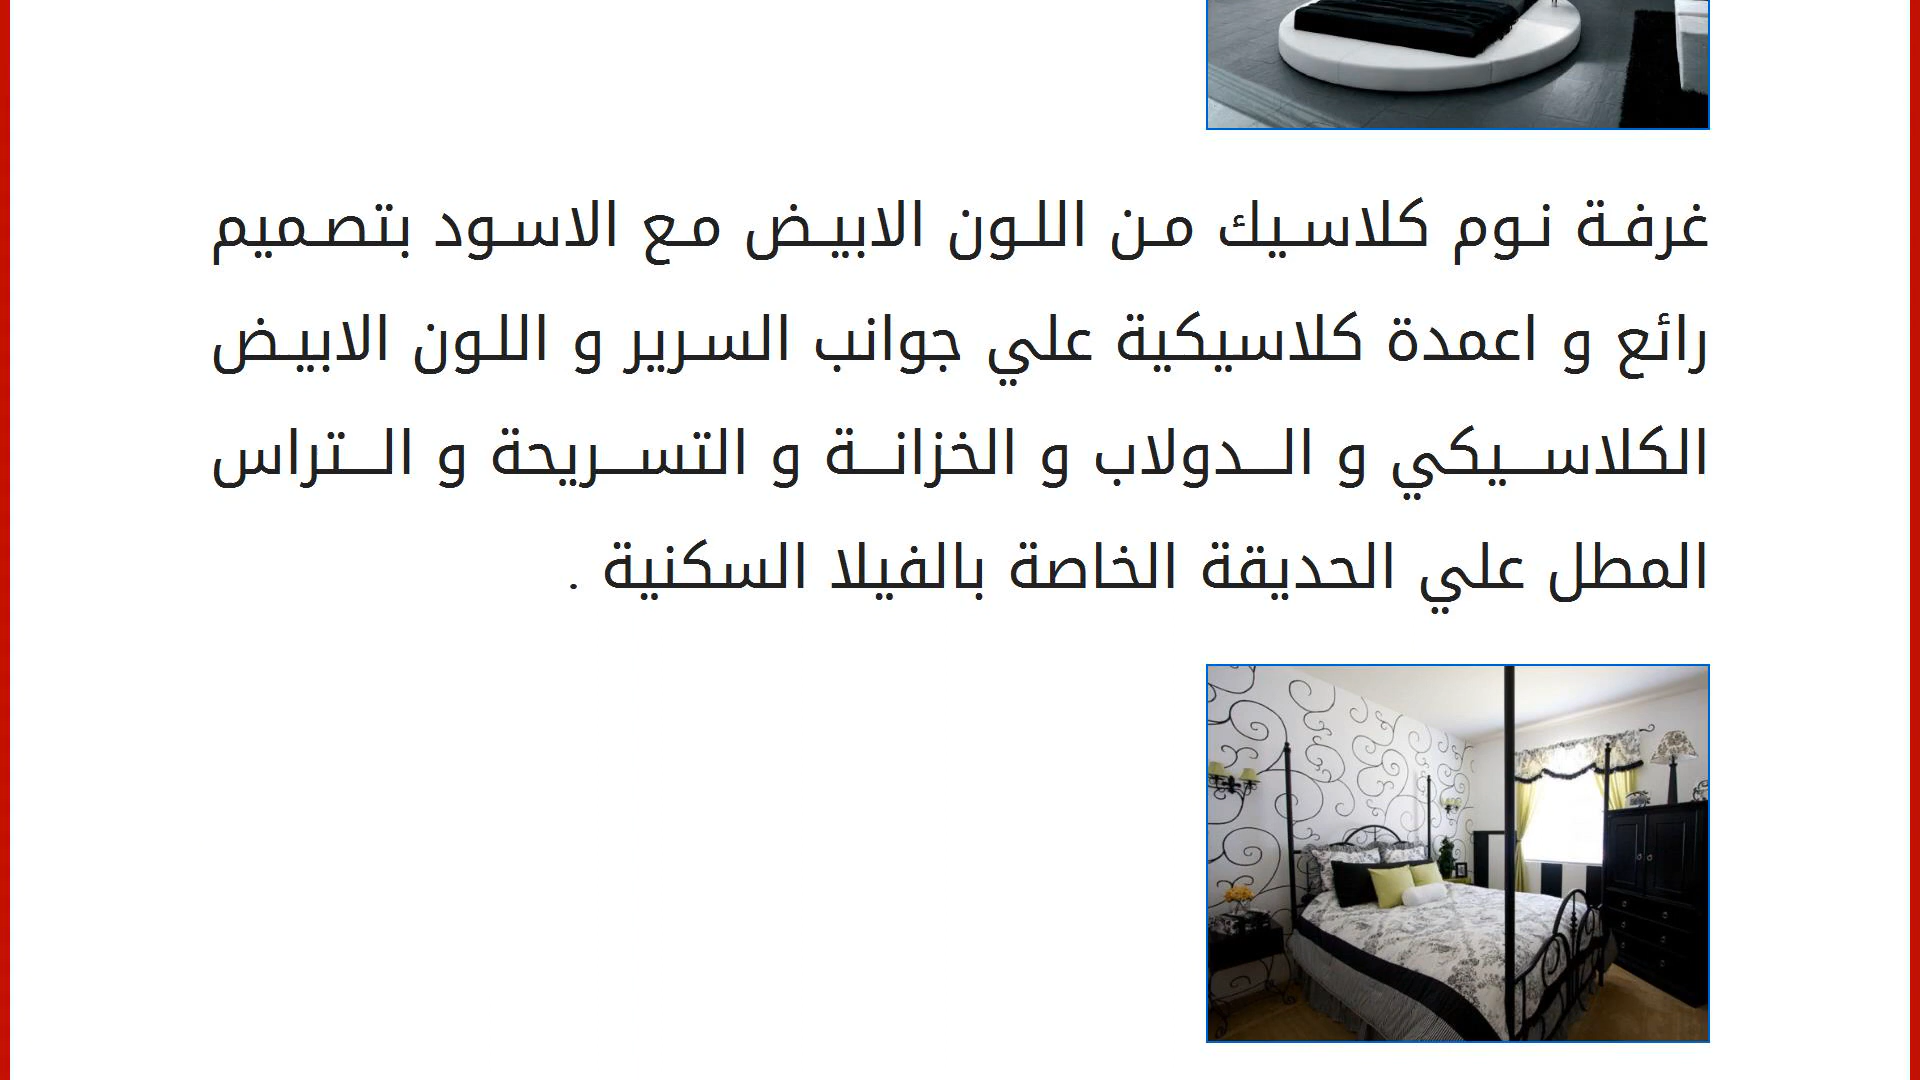 غرفة نوم كلاسيك من اللون الابيض مع الاسود بتصميم
رائع و اعمدة كلاسيكية علي جوانب السرير و اللون الابيض
الكلاسيكي و الدولاب و الخزانة و التسريحة و التراس
المطل علي الحديقة الخاصة بالفيلا السكنية .